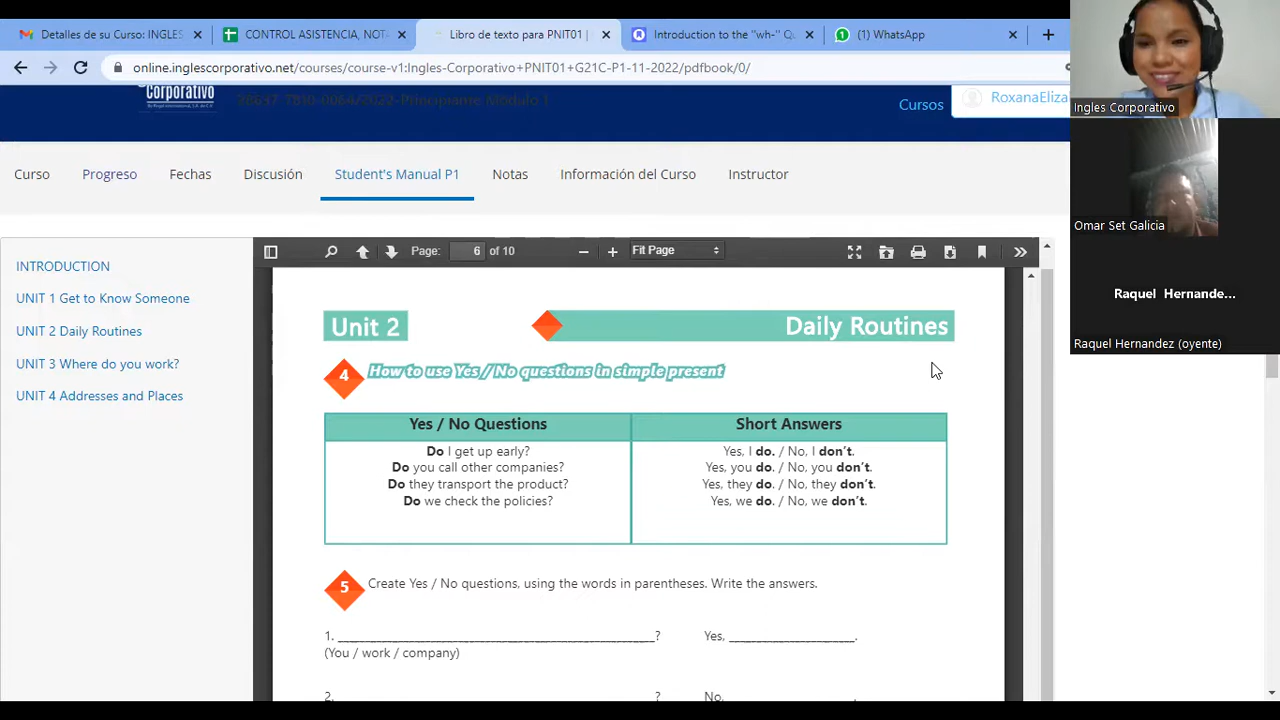 Detalles de su Curso: INGLES
CONTROL ASISTENCIA, NOT
Libro de texto para PNIT01 |
Introduction to the "wh-" Q
(1) WhatsApp
online.inglescorporativo.net/courses/course-v1:Ingles-Corporativo+PNIT01+G21C-P1-11-2022/pdfbook/0/
Ingles Corporativo
Corporativo
Principiante Módulo 1
Cursos
RoxanaEliza
Curso
Progreso
Fechas
Discusión
Student's Manual P1
Notas
Información del Curso
Instructor
Omar Set Galicia
Raquel Hernande...
Raquel Hernandez (oyente)
Page: 6 of 10
Fit Page
INTRODUCTION
UNIT 1 Get to Know Someone
UNIT 2 Daily Routines
UNIT 3 Where do you work?
UNIT 4 Addresses and Places
Unit 2
Daily Routines
4 How to use Yes / No questions in simple present
Yes / No Questions
Short Answers
Do I get up early?
Yes, I do. / No, I don't.
Do you call other companies?
Yes, you do. / No, you don't.
Do they transport the product?
Yes, they do. / No, they don't.
Do we check the policies?
Yes, we do. / No, we don't.
5 Create Yes / No questions, using the words in parentheses. Write the answers.
1. ____________________? Yes, ____________________.
(You / work / company)
2. ____________________? No, ____________________.